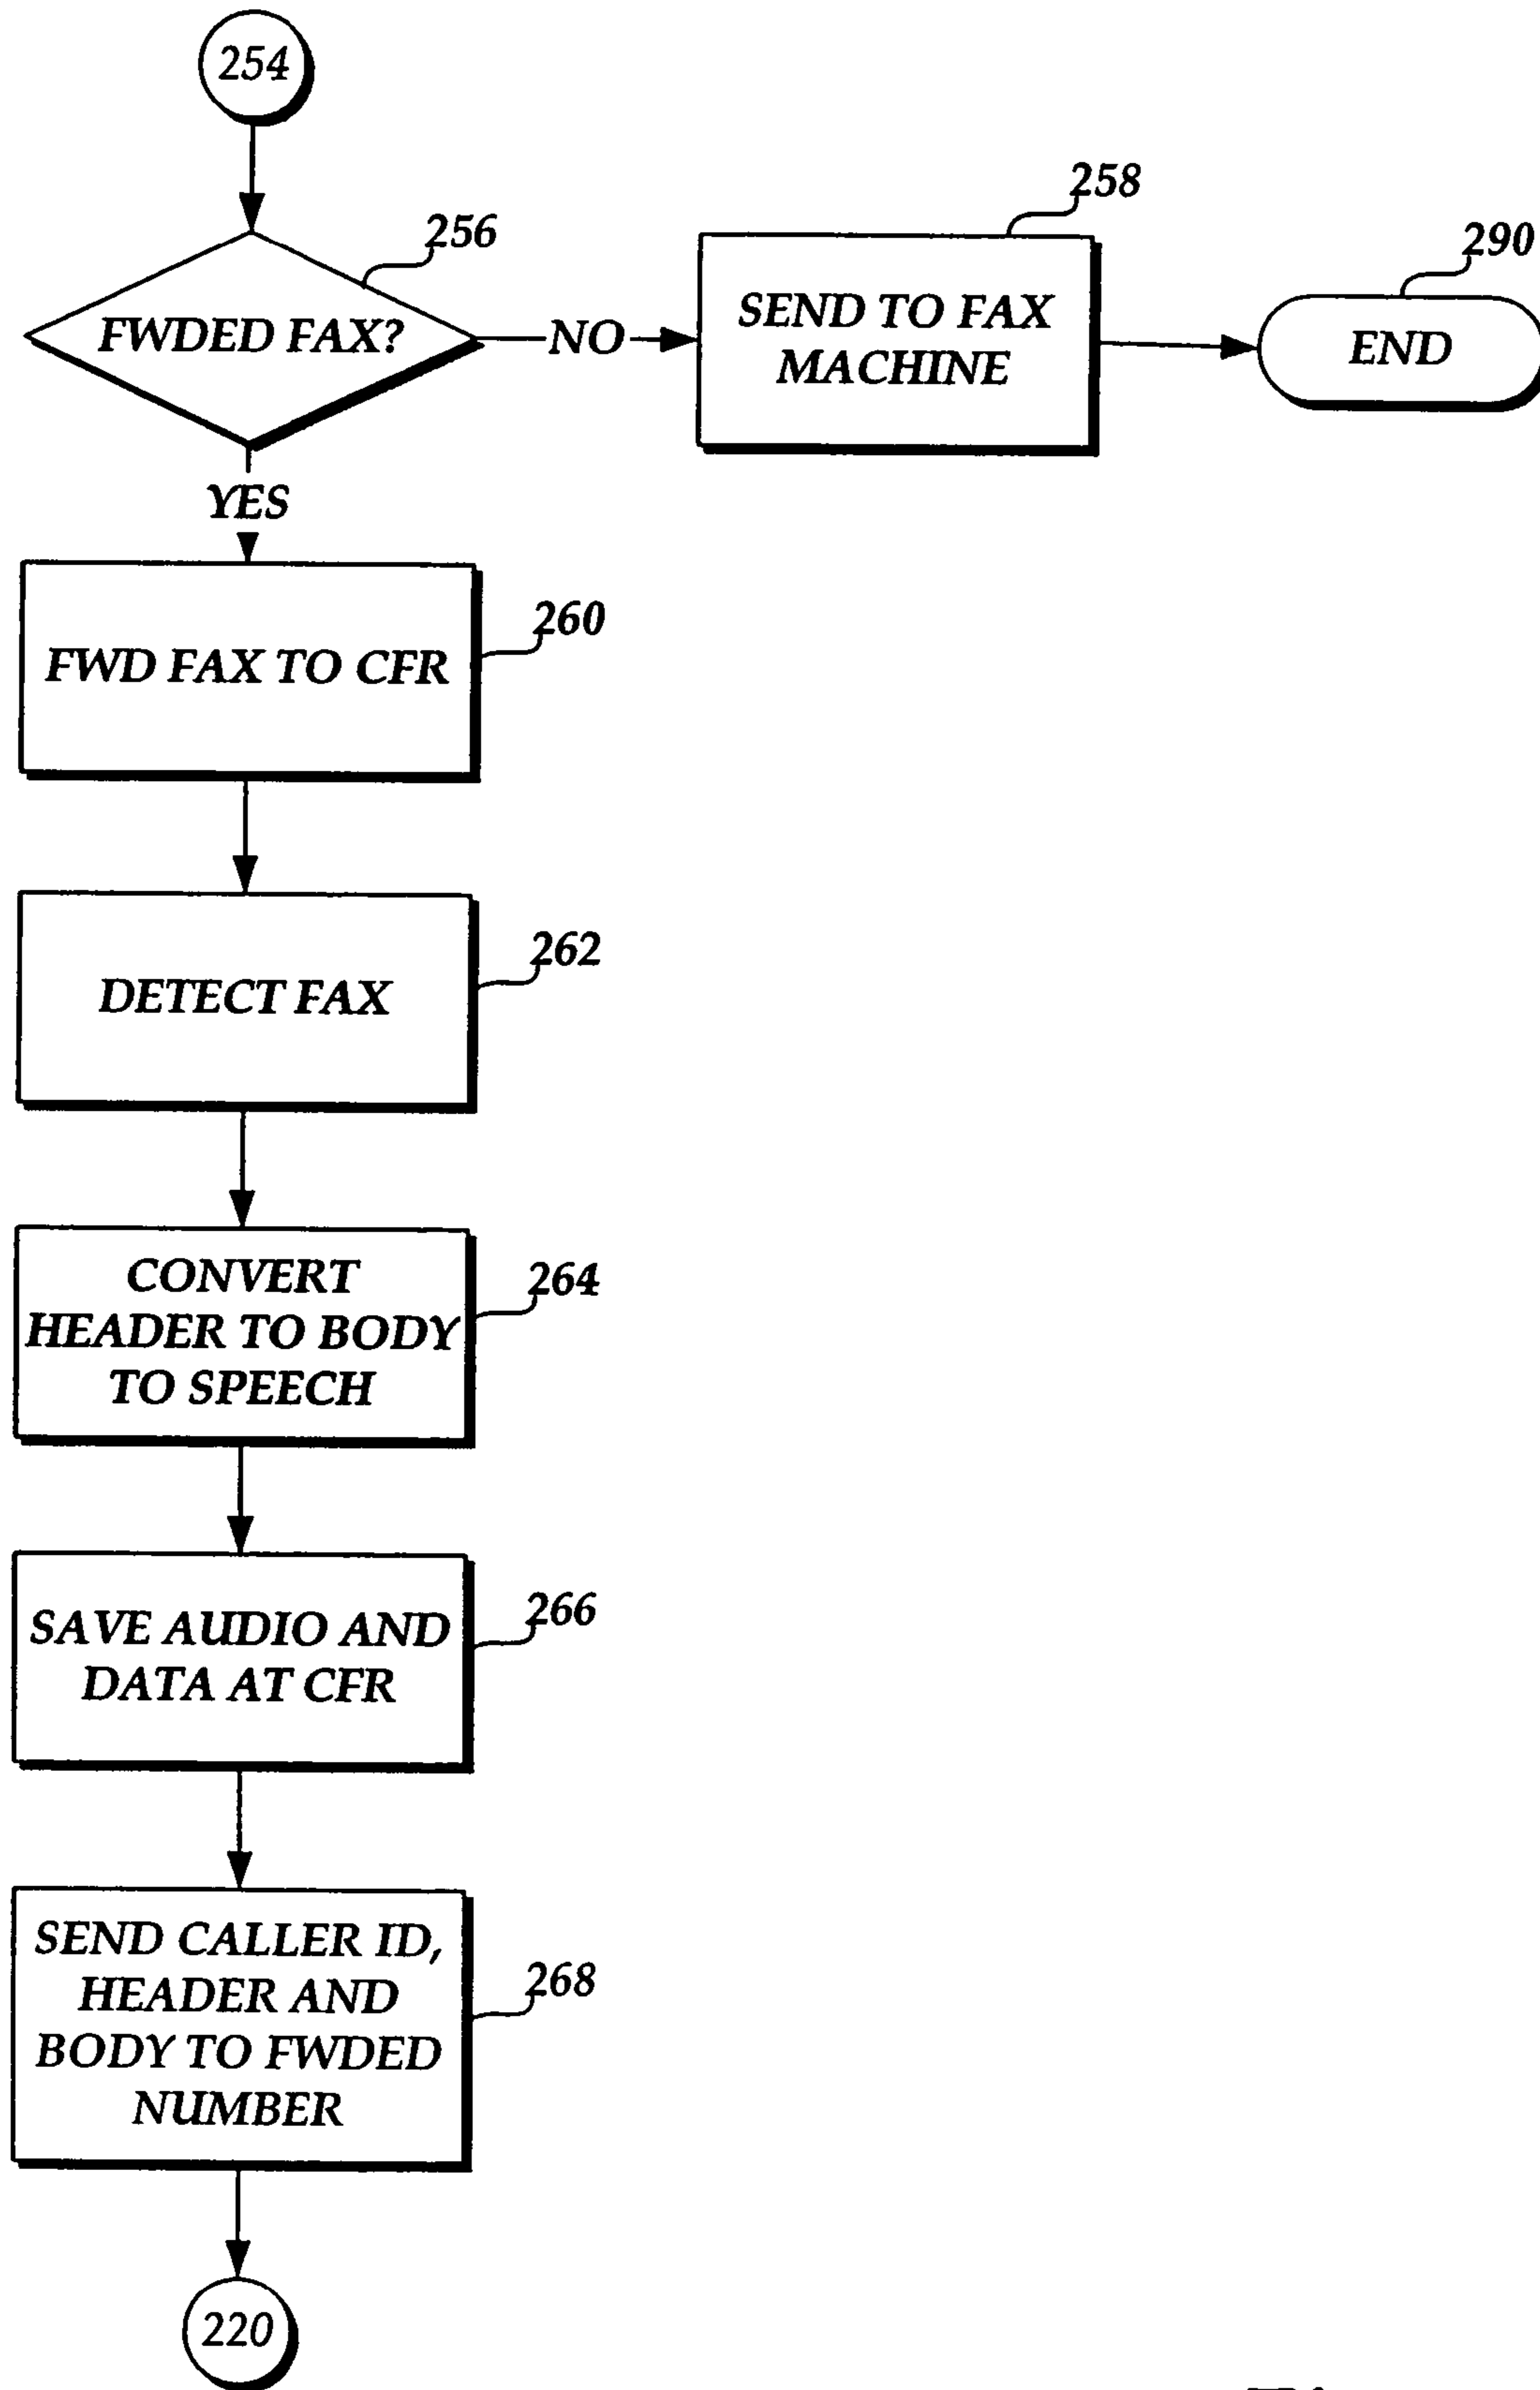 254
256
FWDED FAX?
NO
258
SEND TO FAX
MACHINE
290
END
YES
260
FWD FAX TO CFR
262
DETECT FAX
264
CONVERT
HEADER TO BODY
TO SPEECH
266
SAVE AUDIO AND
DATA AT CFR
268
SEND CALLER ID,
HEADER AND
BODY TO FWDED
NUMBER
220